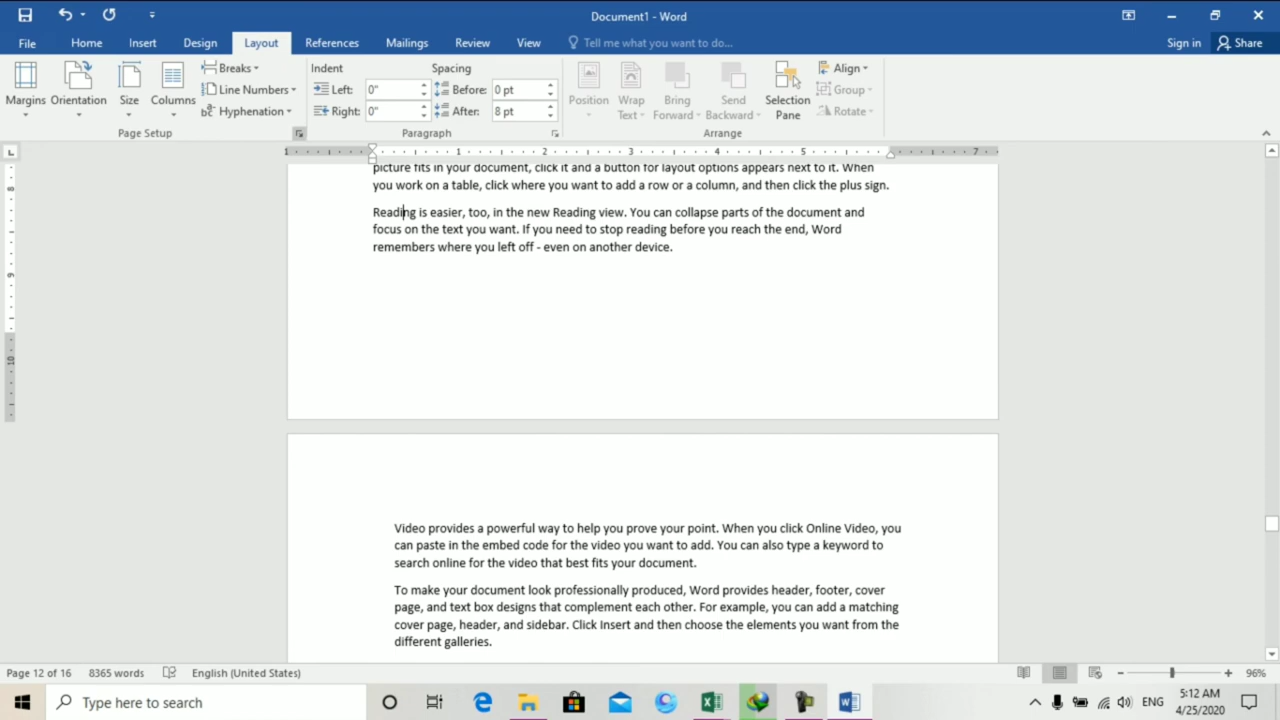 Document1 - Word
File Home Insert Design Layout References Mailings Review View Tell me what you want to do... Sign in Share
Margins Orientation Size Columns
Breaks
Line Numbers
Hyphenation
Page Setup
Indent Spacing
Left: 0" Before: 0 pt
Right: 0" After: 8 pt
Paragraph
Position Wrap Text Bring Forward Send Backward Selection Pane
Align
Group
Rotate
Arrange
1 1 2 3 4 5 7
picture fits in your document, click it and a button for layout options appears next to it. When
you work on a table, click where you want to add a row or a column, and then click the plus sign.
Reading is easier, too, in the new Reading view. You can collapse parts of the document and
focus on the text you want. If you need to stop reading before you reach the end, Word
remembers where you left off - even on another device.
8
9
10
Video provides a powerful way to help you prove your point. When you click Online Video, you
can paste in the embed code for the video you want to add. You can also type a keyword to
search online for the video that best fits your document.
To make your document look professionally produced, Word provides header, footer, cover
page, and text box designs that complement each other. For example, you can add a matching
cover page, header, and sidebar. Click Insert and then choose the elements you want from the
different galleries.
Page 12 of 16 8365 words English (United States) 96%
Type here to search ENG 5:12 AM
4/25/2020